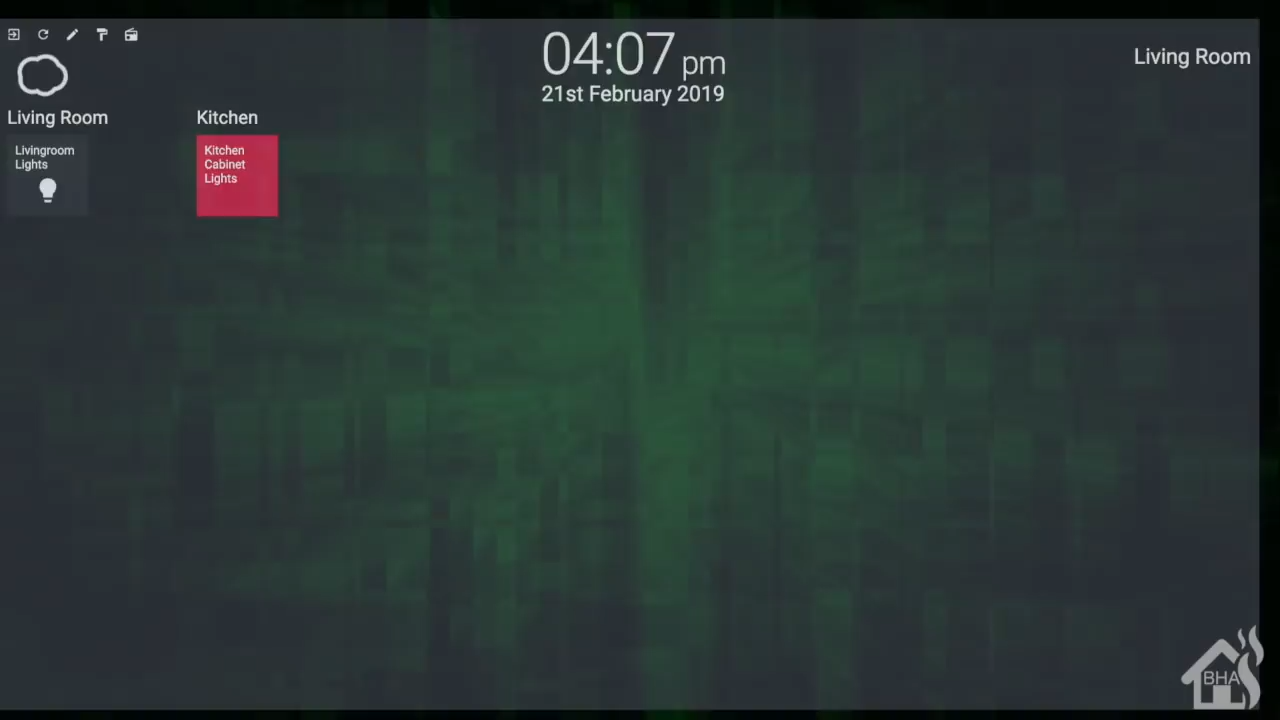 04:07 pm
21st February 2019
Living Room
Living Room
Kitchen
Livingroom
Lights
Kitchen
Cabinet
Lights
BHA